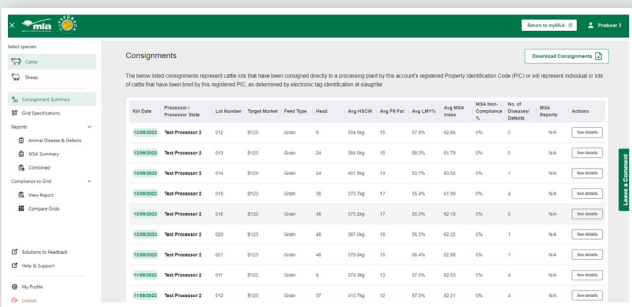 mla
FEEDBACK
Return to myMLA
Producer 3
Select species:
Cattle
Sheep
Consignment Summary
Grid Specifications
Reports
Animal Disease & Defects
MSA Summary
Combined
Compliance to Grid
View Report
Compare Grids
Solutions to Feedback
Help & Support
My Profile
Logout
Consignments
Download Consignments
The below listed consignments represent cattle lots that have been consigned directly to a processing plant by this account's registered Property Identification Code (PIC) or will represent individual or lots
of cattle that have been bred by this registered PIC, as determined by electronic tag identification at slaughter.
Kill Date Processor / Processor State Lot Number Target Market Feed Type Head Avg HSCW Avg P8 Fat Avg LMY% Avg MSA Index MSA Non-Compliance % No. of Diseases/ Defects MSA Reports Actions
13/09/2023 Test Processor 2 012 B123 Grain 9 394.9kg 15 57.8% 62.66 0% 0 N/A See details
13/09/2023 Test Processor 2 013 B123 Grain 24 384.5kg 15 56.0% 61.79 0% 0 N/A See details
13/09/2023 Test Processor 2 014 B123 Grain 24 401.9kg 14 53.7% 63.52 0% 1 N/A See details
12/09/2023 Test Processor 2 015 B123 Grain 38 373.7kg 17 55.4% 61.99 0% 4 N/A See details
12/09/2023 Test Processor 2 016 B123 Grain 48 373.2kg 17 55.3% 62.15 0% 0 N/A See details
12/09/2023 Test Processor 2 020 B123 Grain 48 367.0kg 16 56.5% 62.22 0% 1 N/A See details
12/09/2023 Test Processor 2 021 B123 Grain 48 379.8kg 16 56.4% 62.88 0% 1 N/A See details
11/09/2023 Test Processor 2 011 B123 Grain 374.3kg 13 57.5% 62.53 0% 4 N/A See details
11/09/2023 Test Processor 2 012 B123 Grain 37 410.7kg 12 57.0% 62.21 0% 4 N/A See details
Leave a Comment